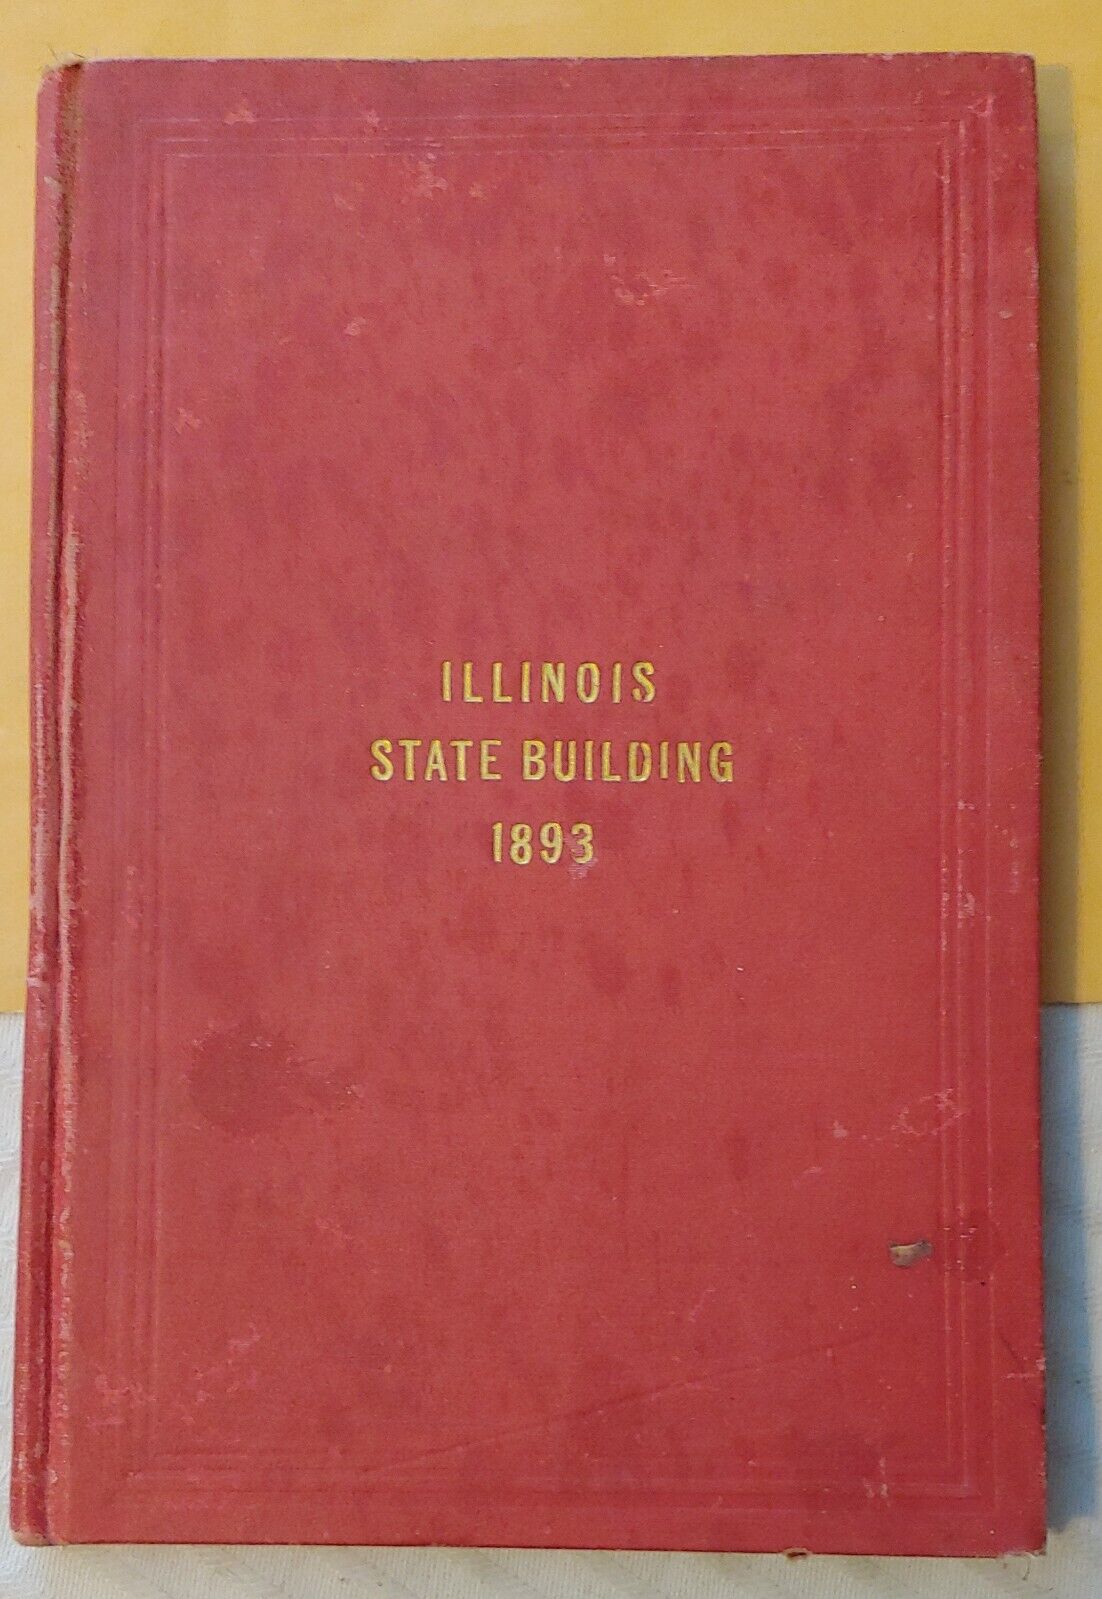 ILLINOIS
STATE BUILDING
1893